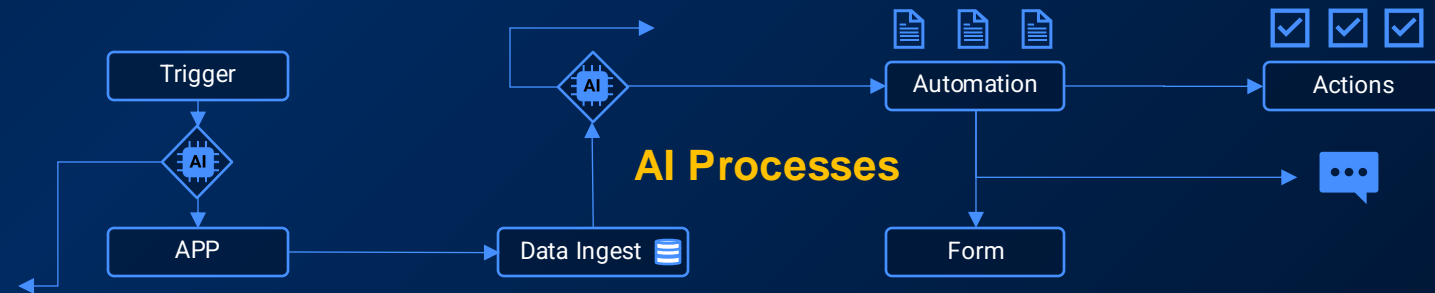 Trigger
AI
APP
Data Ingest
AI
AI Processes
Automation
Form
Actions